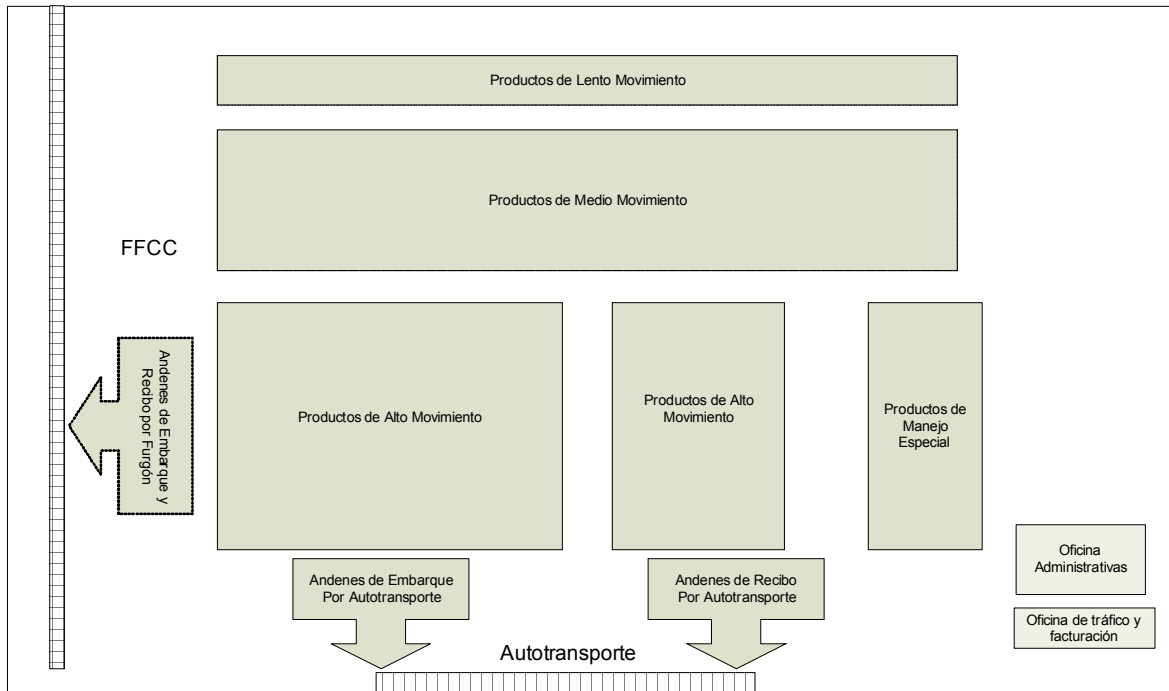 Productos de Lento Movimiento
Productos de Medio Movimiento
FFCC
Andenes de Embarque y
Recibo por Furgón
Productos de Alto Movimiento
Productos de Alto
Movimiento
Productos de
Manejo
Especial
Andenes de Embarque
Por Autotransporte
Andenes de Recibo
Por Autotransporte
Oficina
Administrativas
Oficina de tráfico y
facturación
Autotransporte